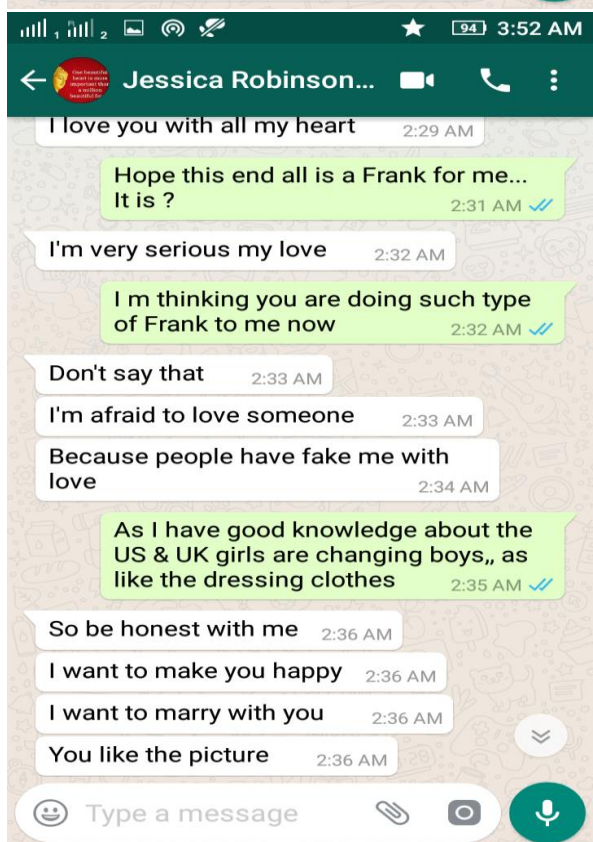 1 2 94 3:52 AM
Jessica Robinson...
I love you with all my heart 2:29 AM
Hope this end all is a Frank for me...
It is ? 2:31 AM
I'm very serious my love 2:32 AM
I m thinking you are doing such type
of Frank to me now 2:32 AM
Don't say that 2:33 AM
I'm afraid to love someone 2:33 AM
Because people have fake me with
love 2:34 AM
As I have good knowledge about the
US & UK girls are changing boys,, as
like the dressing clothes 2:35 AM
So be honest with me 2:36 AM
I want to make you happy 2:36 AM
I want to marry with you 2:36 AM
You like the picture 2:36 AM
Type a message